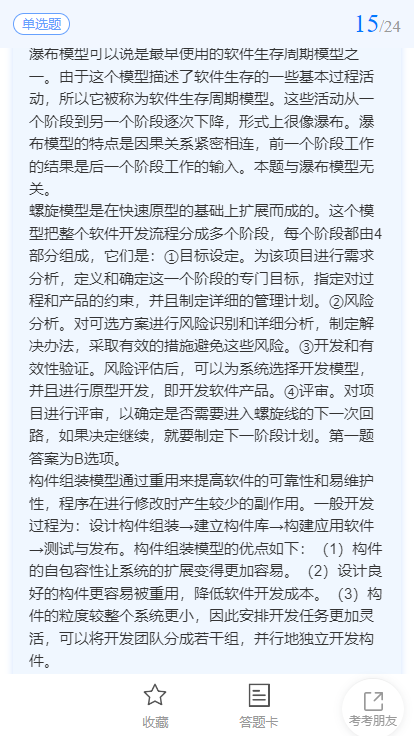 单选题
15/24
瀑布模型可以说是最早使用的软件生存周期模型之
一。由于这个模型描述了软件生存的一些基本过程活
动，所以它被称为软件生存周期模型。这些活动从一
个阶段到另一个阶段逐次下降，形式上很像瀑布。瀑
布模型的特点是因果关系紧密相连，前一个阶段工作
的结果是后一个阶段工作的输入。本题与瀑布模型无
关。
螺旋模型是在快速原型的基础上扩展而成的。这个模
型把整个软件开发流程分成多个阶段，每个阶段都由4
部分组成，它们是：①目标设定。为该项目进行需求
分析，定义和确定这一个阶段的专门目标，指定对过
程和产品的约束，并且制定详细的管理计划。②风险
分析。对可选方案进行风险识别和详细分析，制定解
决办法，采取有效的措施避免这些风险。③开发和有
效性验证。风险评估后，可以为系统选择开发模型，
并且进行原型开发，即开发软件产品。④评审。对项
目进行评审，以确定是否需要进入螺旋线的下一次回
路，如果决定继续，就要制定下一阶段计划。第一题
答案为B选项。
构件组装模型通过重用来提高软件的可靠性和易维护
性，程序在进行修改时产生较少的副作用。一般开发
过程为：设计构件组装→建立构件库→构建应用软件
→测试与发布。构件组装模型的优点如下：（1）构件
的自包容性让系统的扩展变得更加容易。（2）设计良
好的构件更容易被重用，降低软件开发成本。（3）构
件的粒度较整个系统更小，因此安排开发任务更加灵
活，可以将开发团队分成若干组，并行地独立开发构
件。
收藏
答题卡
考考朋友